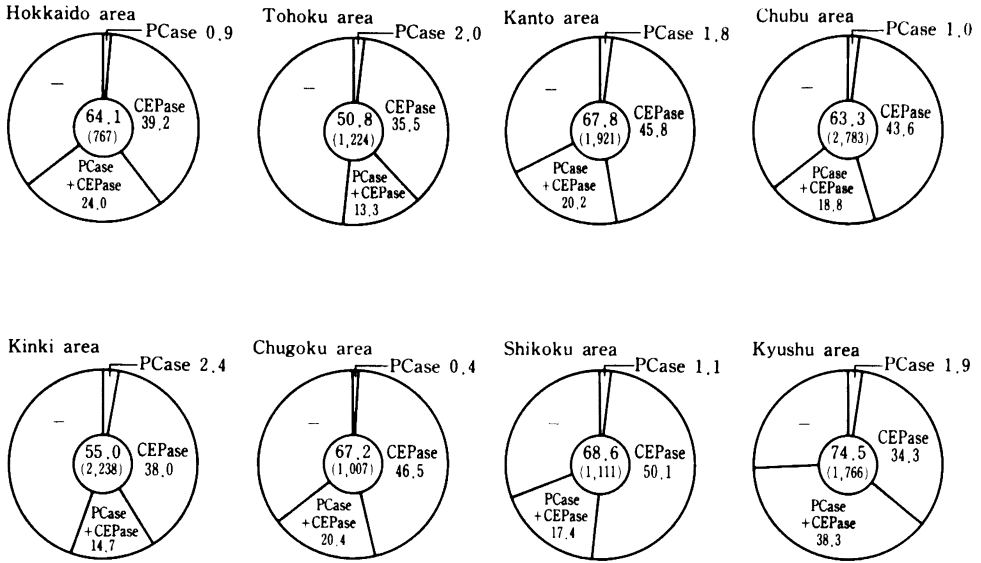 Hokkaido area
PCase 0.9
–
CEPase
39.2
64.1
(767)
PCase
+CEPase
24.0
Tohoku area
PCase 2.0
–
CEPase
35.5
50.8
(1,224)
PCase
+CEPase
13.3
Kanto area
PCase 1.8
–
CEPase
45.8
67.8
(1,921)
PCase
+CEPase
20.2
Chubu area
PCase 1.0
–
CEPase
43.6
63.3
(2,783)
PCase
+CEPase
18.8
Kinki area
PCase 2.4
–
CEPase
38.0
55.0
(2,238)
PCase
+CEPase
14.7
Chugoku area
PCase 0.4
–
CEPase
46.5
67.2
(1,007)
PCase
+CEPase
20.4
Shikoku area
PCase 1.1
–
CEPase
50.1
68.6
(1,111)
PCase
+CEPase
17.4
Kyushu area
PCase 1.9
–
CEPase
34.3
74.5
(1,766)
PCase
+CEPase
38.3